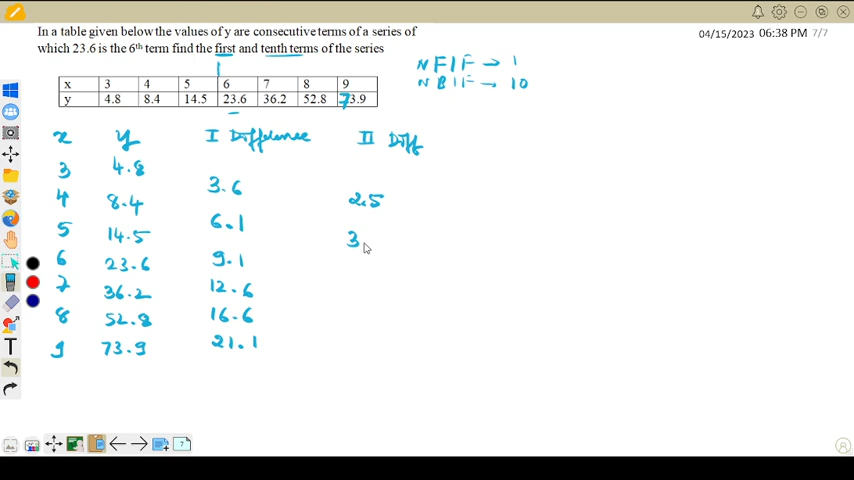 04/15/2023 06:38 PM 7/7
In a table given below the values of y are consecutive terms of a series of
which 23.6 is the 6th term find the first and tenth terms of the series
NFIF → 1
NBIF → 10
x 3 4 5 6 7 8 9
y 4.8 8.4 14.5 23.6 36.2 52.8 73.9
x y I Difference II Diff
3 4.8
3.6
4 8.4 2.5
6.1
5 14.5 3
6 23.6 9.1
7 36.2 12.6
8 52.8 16.6
9 73.9 21.1
T
7